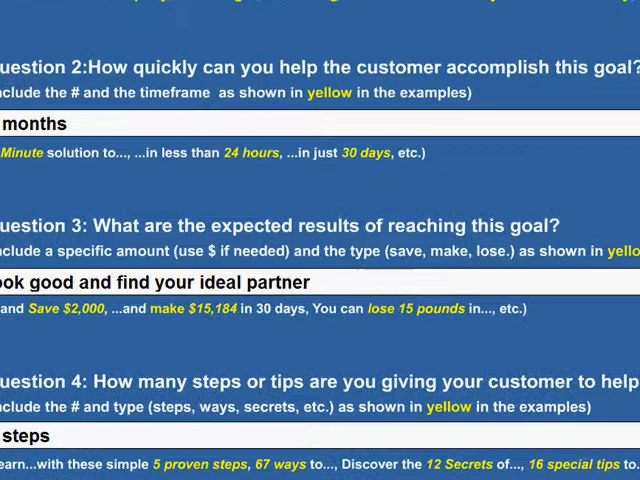 uestion 2:How quickly can you help the customer accomplish this goal?
nclude the # and the timeframe as shown in yellow in the examples)
months
Minute solution to..., ...in less than 24 hours, ...in just 30 days, etc.)
uestion 3: What are the expected results of reaching this goal?
nclude a specific amount (use $ if needed) and the type (save, make, lose.) as shown in yello
ook good and find your ideal partner
and Save $2,000, ...and make $15,184 in 30 days, You can lose 15 pounds in..., etc.)
uestion 4: How many steps or tips are you giving your customer to help
nclude the # and type (steps, ways, secrets, etc.) as shown in yellow in the examples)
steps
earn...with these simple 5 proven steps, 67 ways to..., Discover the 12 Secrets of..., 16 special tips to..